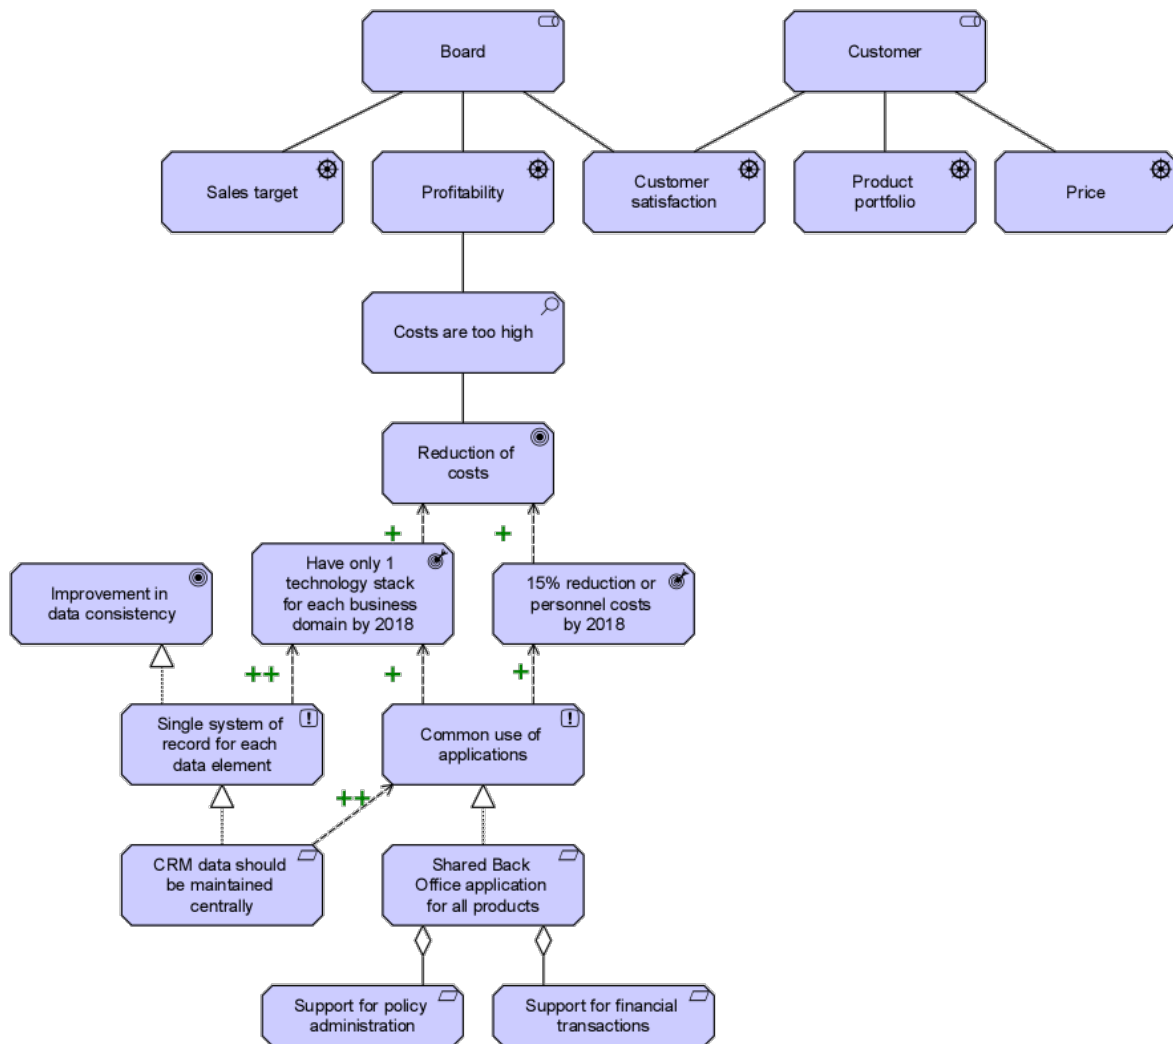 Board
Customer
Sales target
Profitability
Customer
satisfaction
Product
portfolio
Price
Costs are too high
Reduction of
costs
+
+
Improvement in
data consistency
Have only 1
technology stack
for each business
domain by 2018
15% reduction or
personnel costs
by 2018
++
+
+
Single system of
record for each
data element
Common use of
applications
++
CRM data should
be maintained
centrally
Shared Back
Office application
for all products
Support for policy
administration
Support for financial
transactions